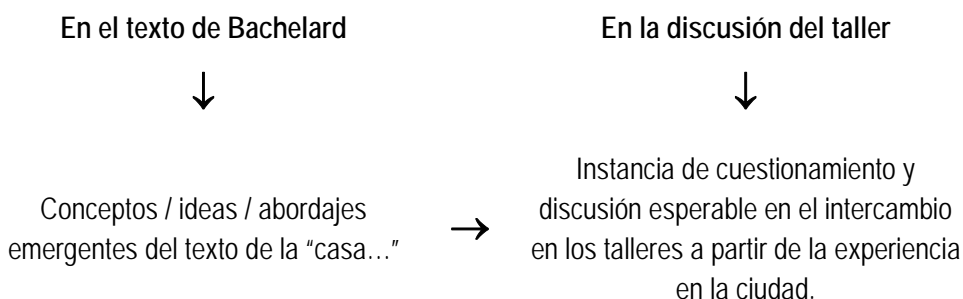 En el texto de Bachelard
En la discusión del taller
↓
↓
Conceptos / ideas / abordajes
emergentes del texto de la “casa…”
→
Instancia de cuestionamiento y
discusión esperable en el intercambio
en los talleres a partir de la experiencia
en la ciudad.